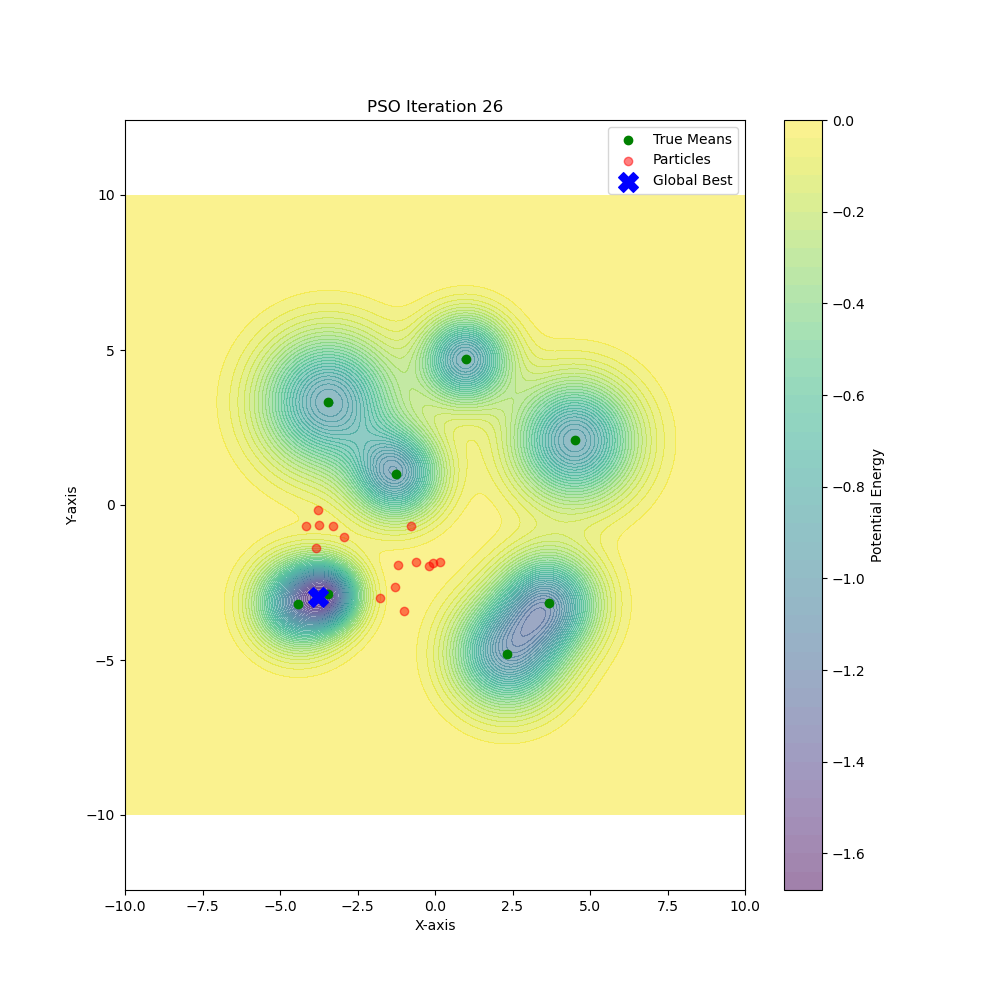 PSO Iteration 26
True Means
Particles
Global Best
10
5
0
−5
−10
Y-axis
−10.0 −7.5 −5.0 −2.5 0.0 2.5 5.0 7.5 10.0
X-axis
0.0
−0.2
−0.4
−0.6
−0.8
−1.0
−1.2
−1.4
−1.6
Potential Energy